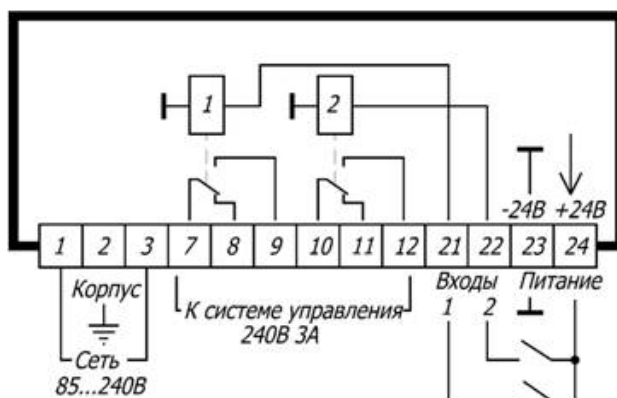 1 2
-24В +24В
1 2 3 7 8 9 10 11 12 21 22 23 24
Корпус
Входы Питание
К системе управления
240В 3А
1 2
Сеть
85...240В